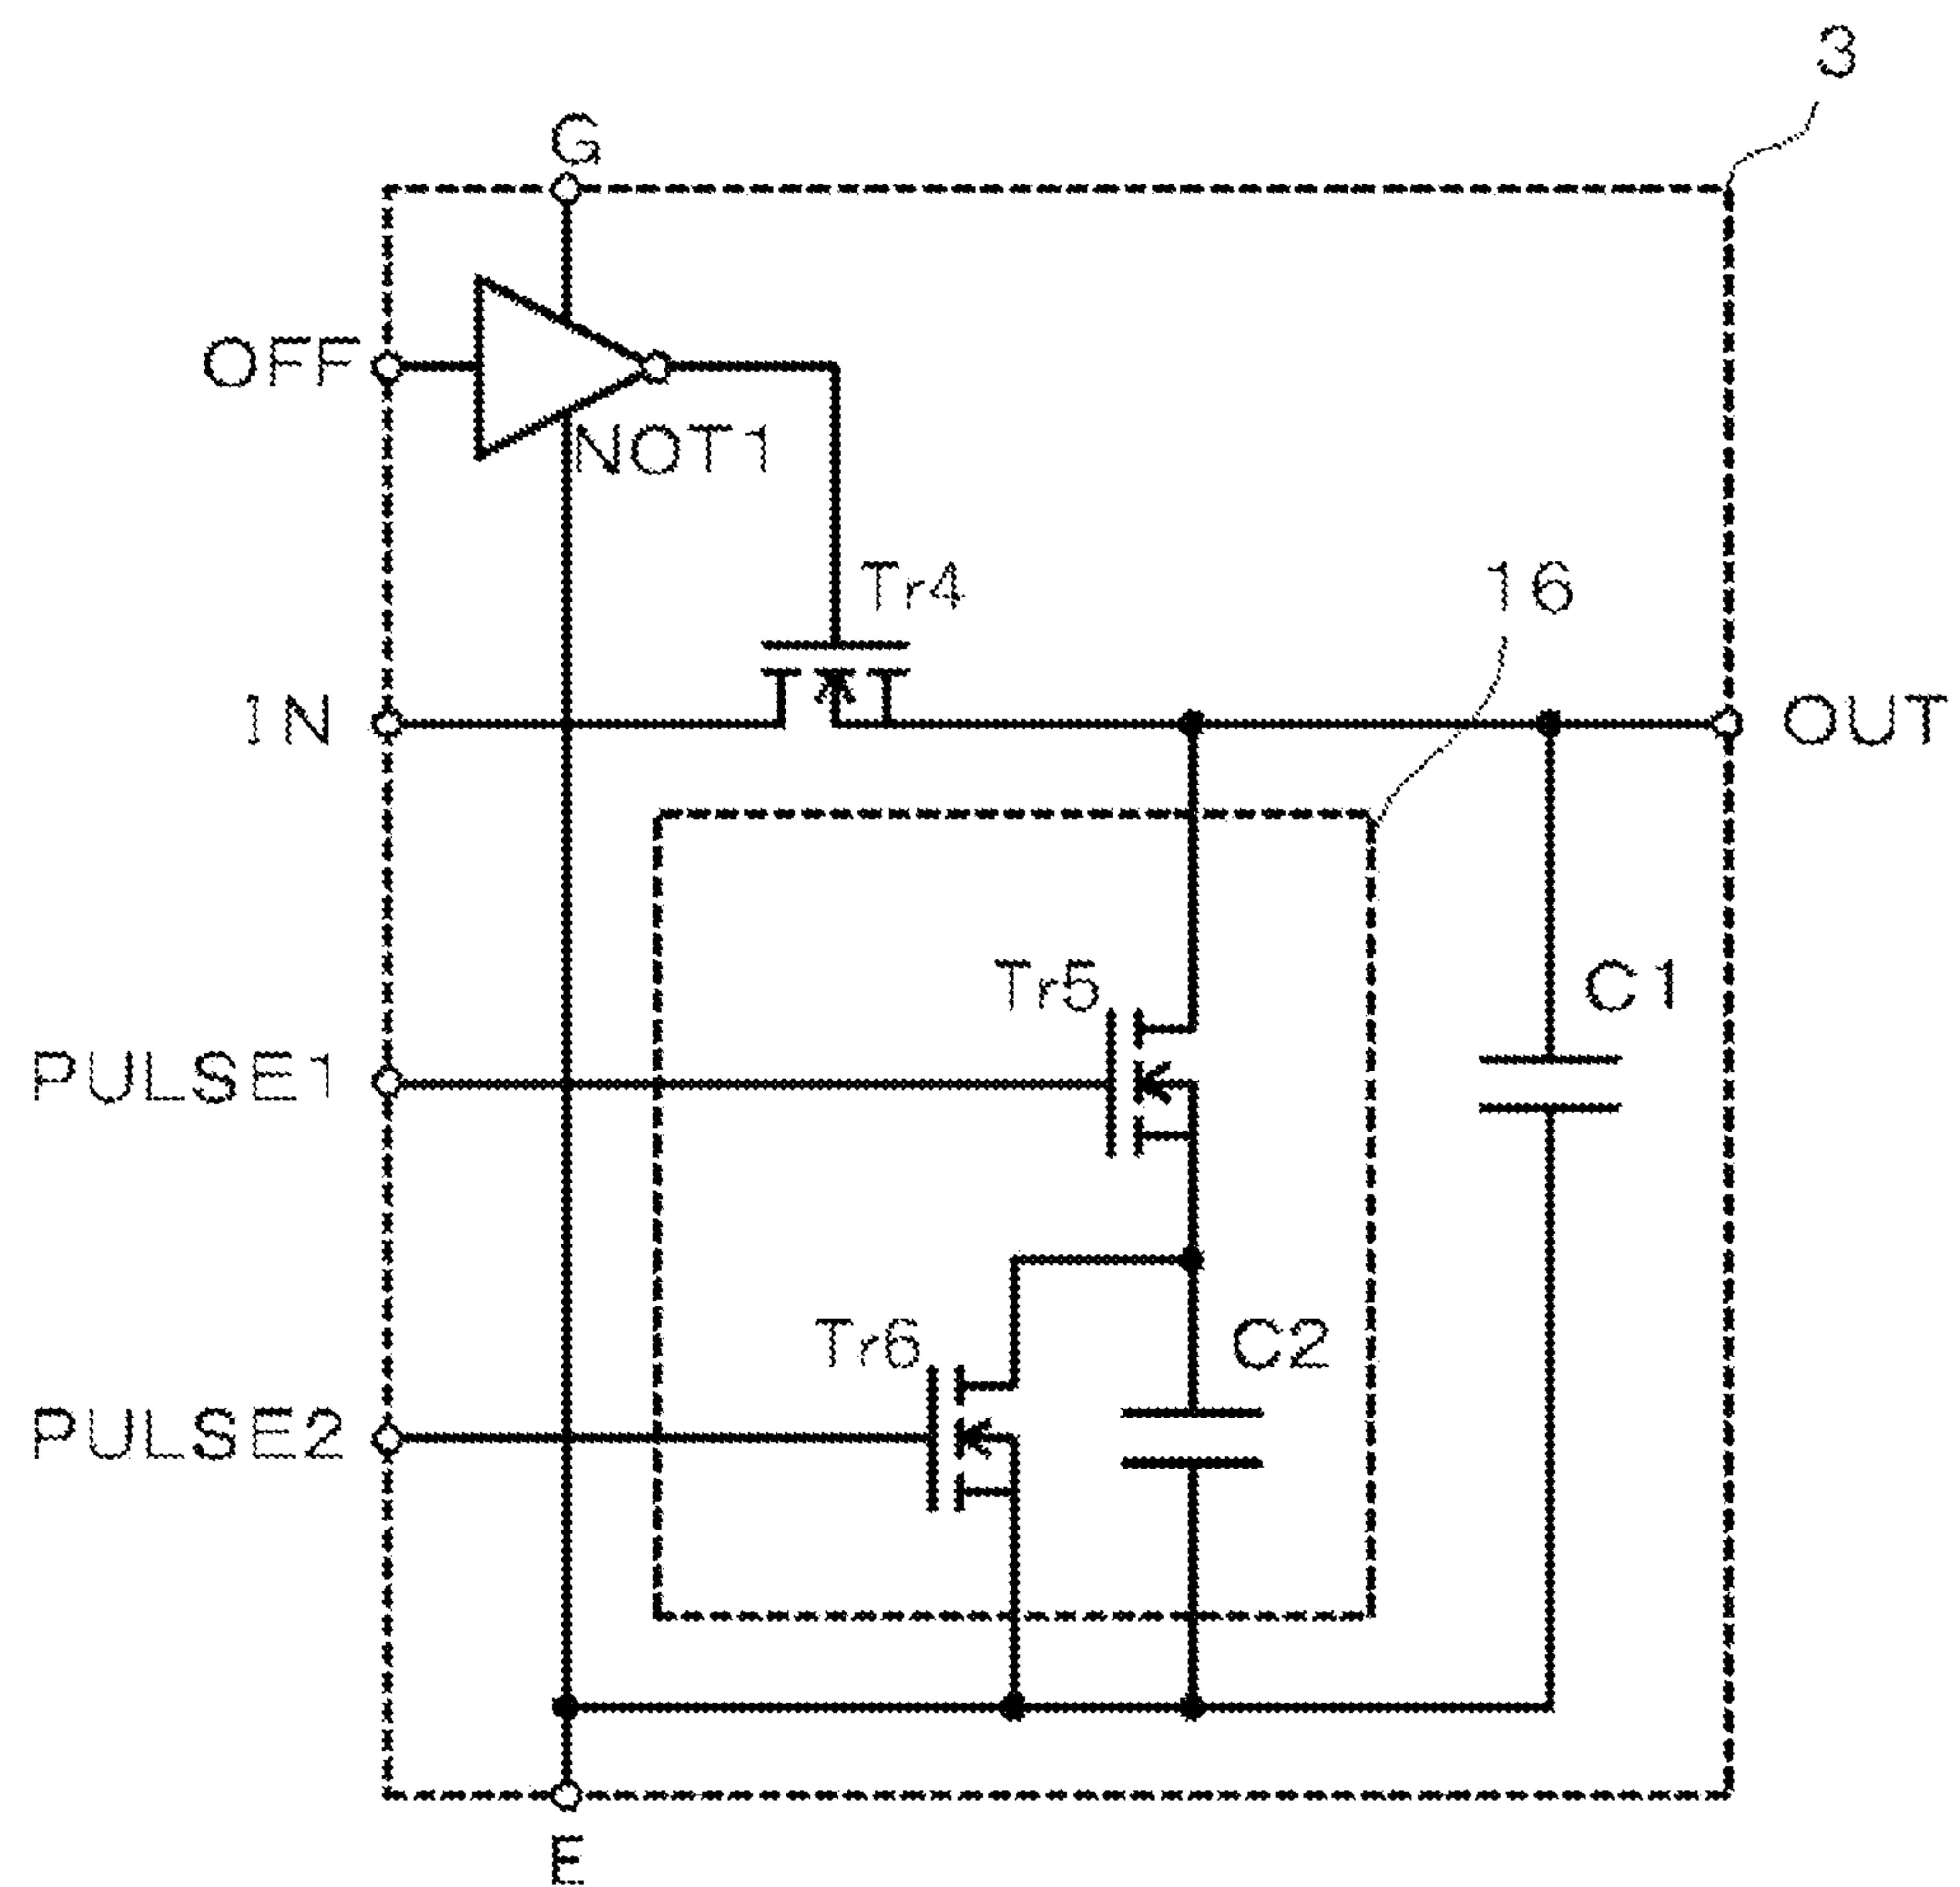 3
G
OFF
NOT1
Tr4
16
IN
OUT
Tr5
C1
PULSE1
Tr6
C2
PULSE2
E